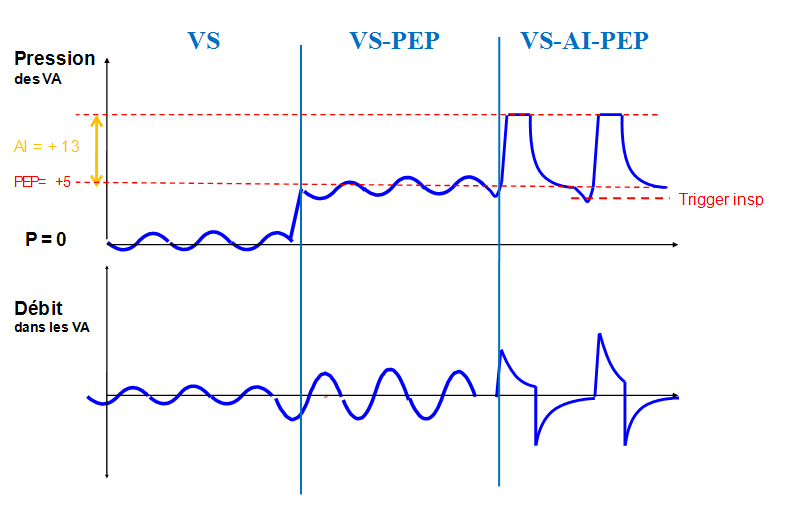 VS
VS-PEP
VS-AI-PEP
Pression
des VA
AI = + 13
PEP= +5
Trigger insp
P = 0
Débit
dans les VA